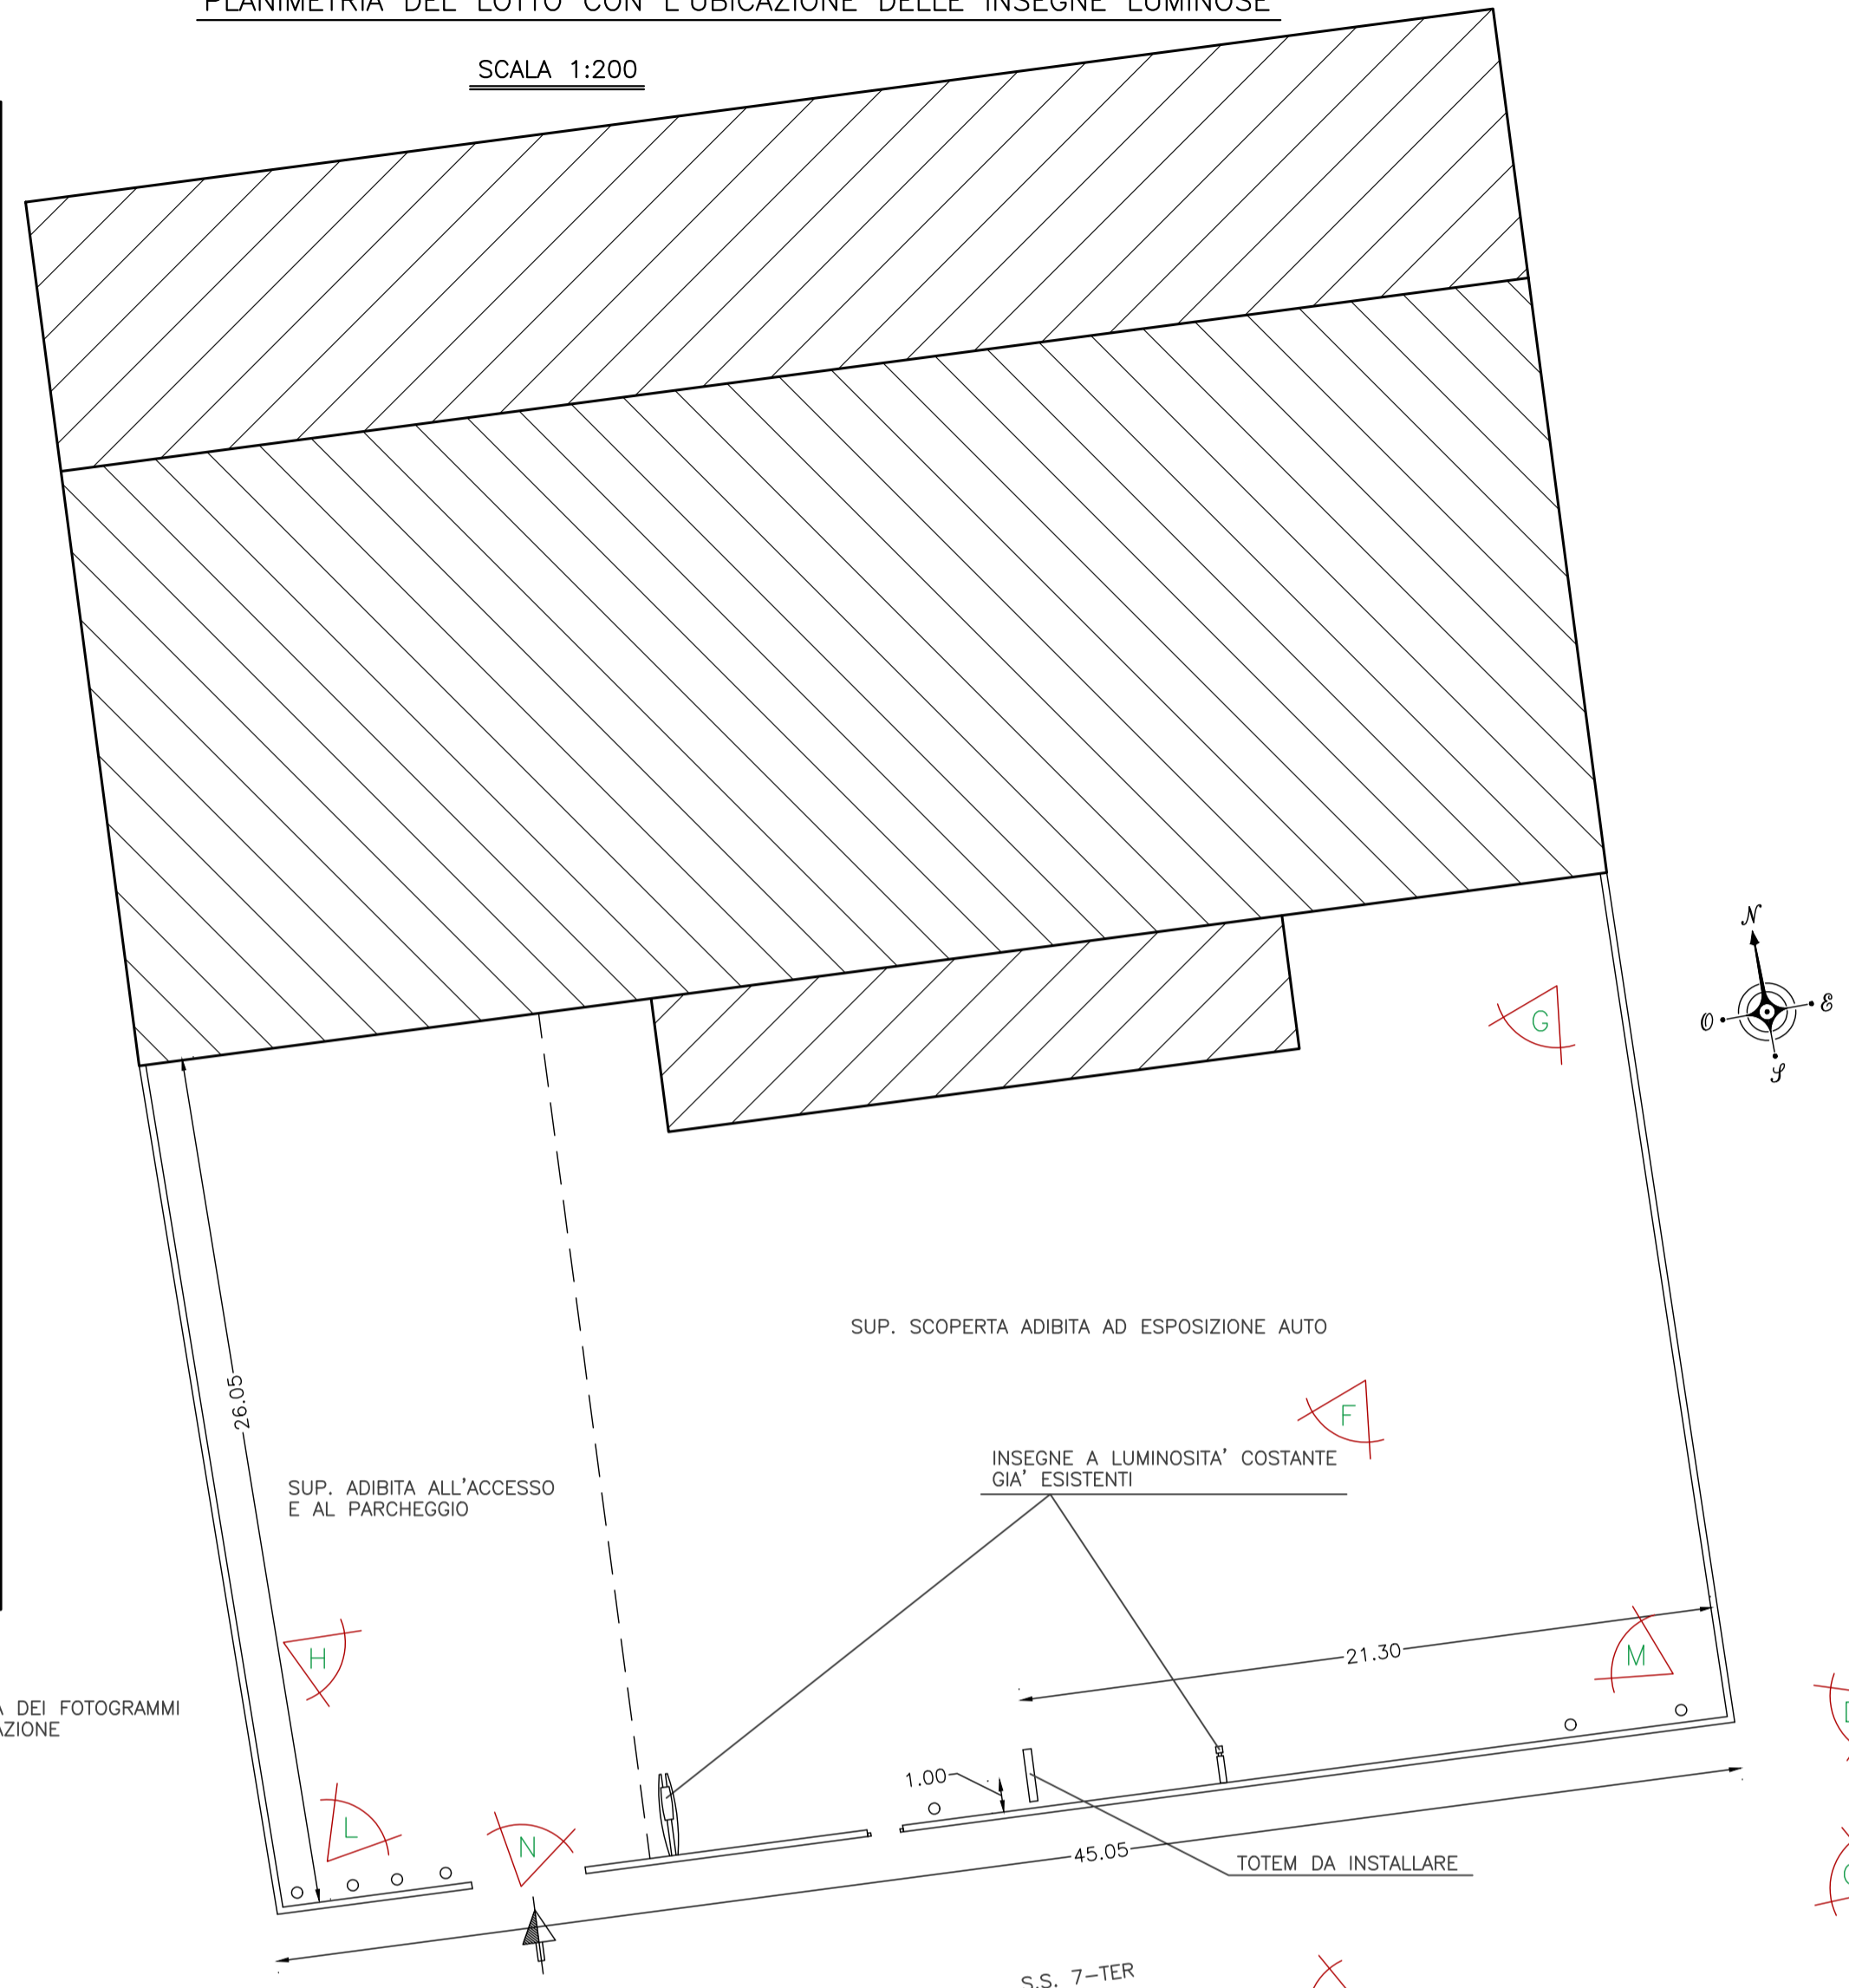 PLANIMETRIA DEL LOTTO CON L'UBICAZIONE DELLE INSEGNE LUMINOSE
SCALA 1:200
N
O
E
S
G
SUP. SCOPERTA ADIBITA AD ESPOSIZIONE AUTO
26.05
F
INSEGNE A LUMINOSITA' COSTANTE
GIA' ESISTENTI
SUP. ADIBITA ALL'ACCESSO
E AL PARCHEGGIO
H
21.30
M
DEI FOTOGRAMMI
AZIONE
1.00
L
N
45.05
TOTEM DA INSTALLARE
S.S. 7-TER